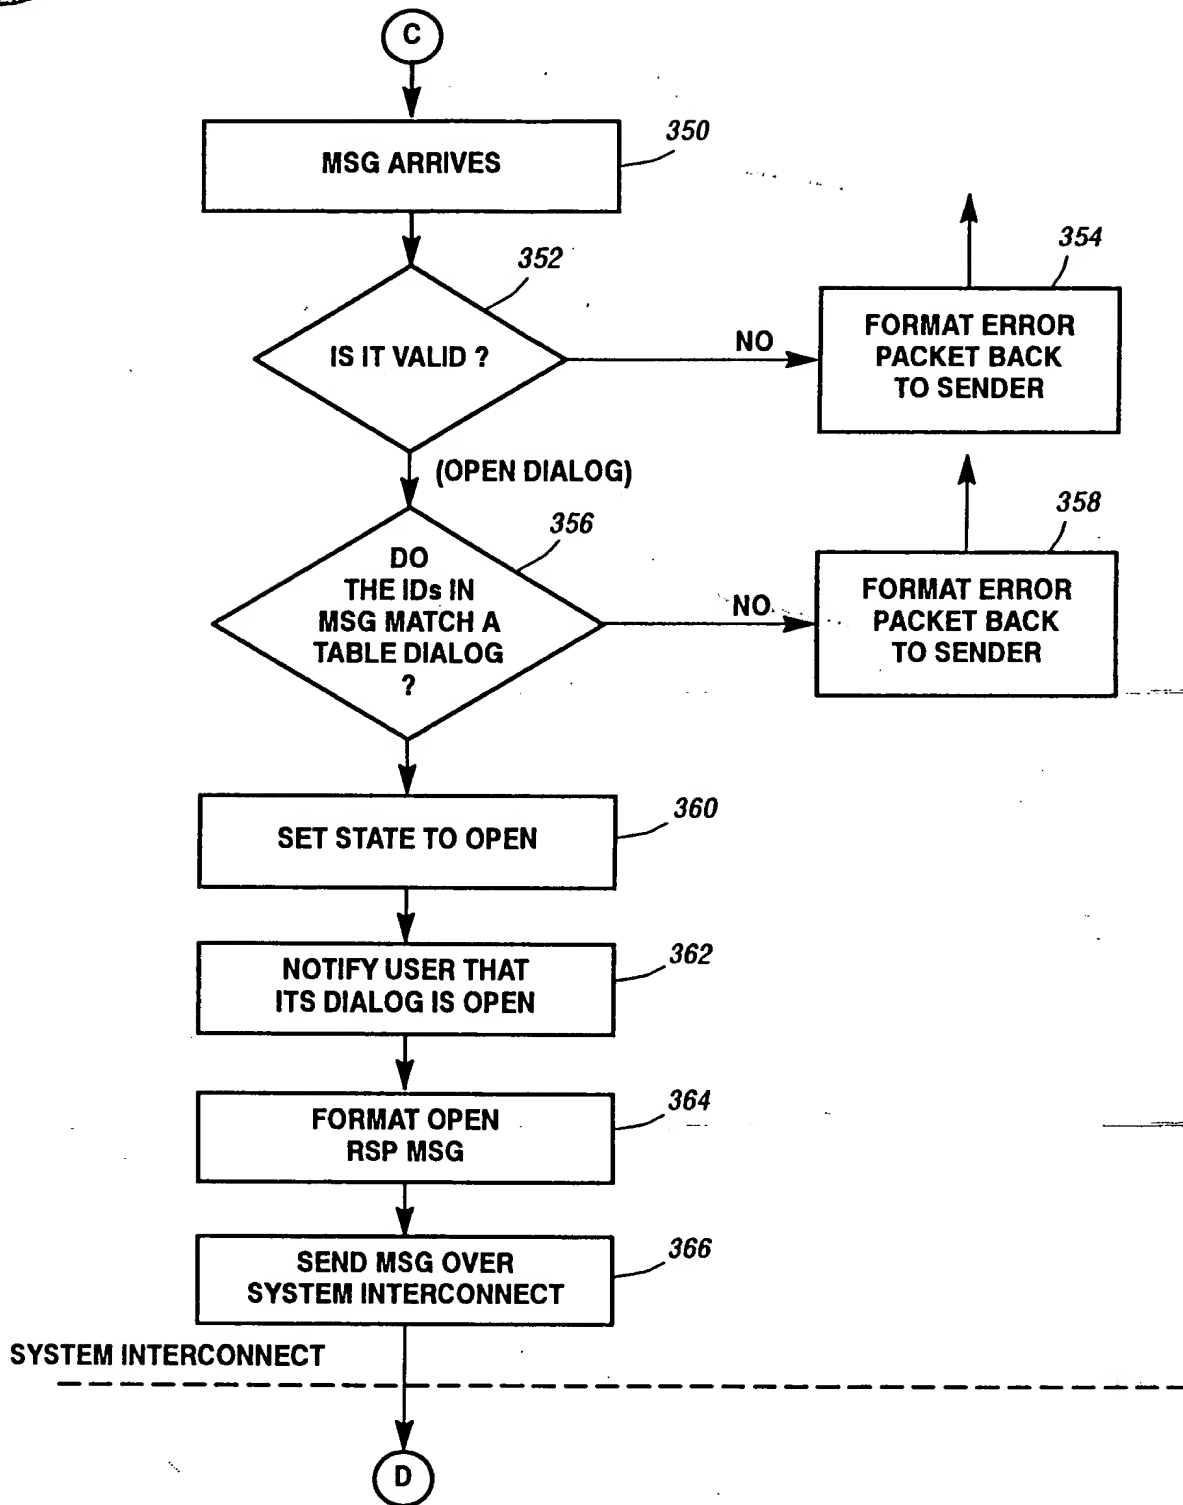 C
MSG ARRIVES
350
IS IT VALID ?
352
NO
FORMAT ERROR
PACKET BACK
TO SENDER
354
(OPEN DIALOG)
DO
THE IDs IN
MSG MATCH A
TABLE DIALOG
?
356
NO
FORMAT ERROR
PACKET BACK
TO SENDER
358
SET STATE TO OPEN
360
NOTIFY USER THAT
ITS DIALOG IS OPEN
362
FORMAT OPEN
RSP MSG
364
SEND MSG OVER
SYSTEM INTERCONNECT
366
SYSTEM INTERCONNECT
D